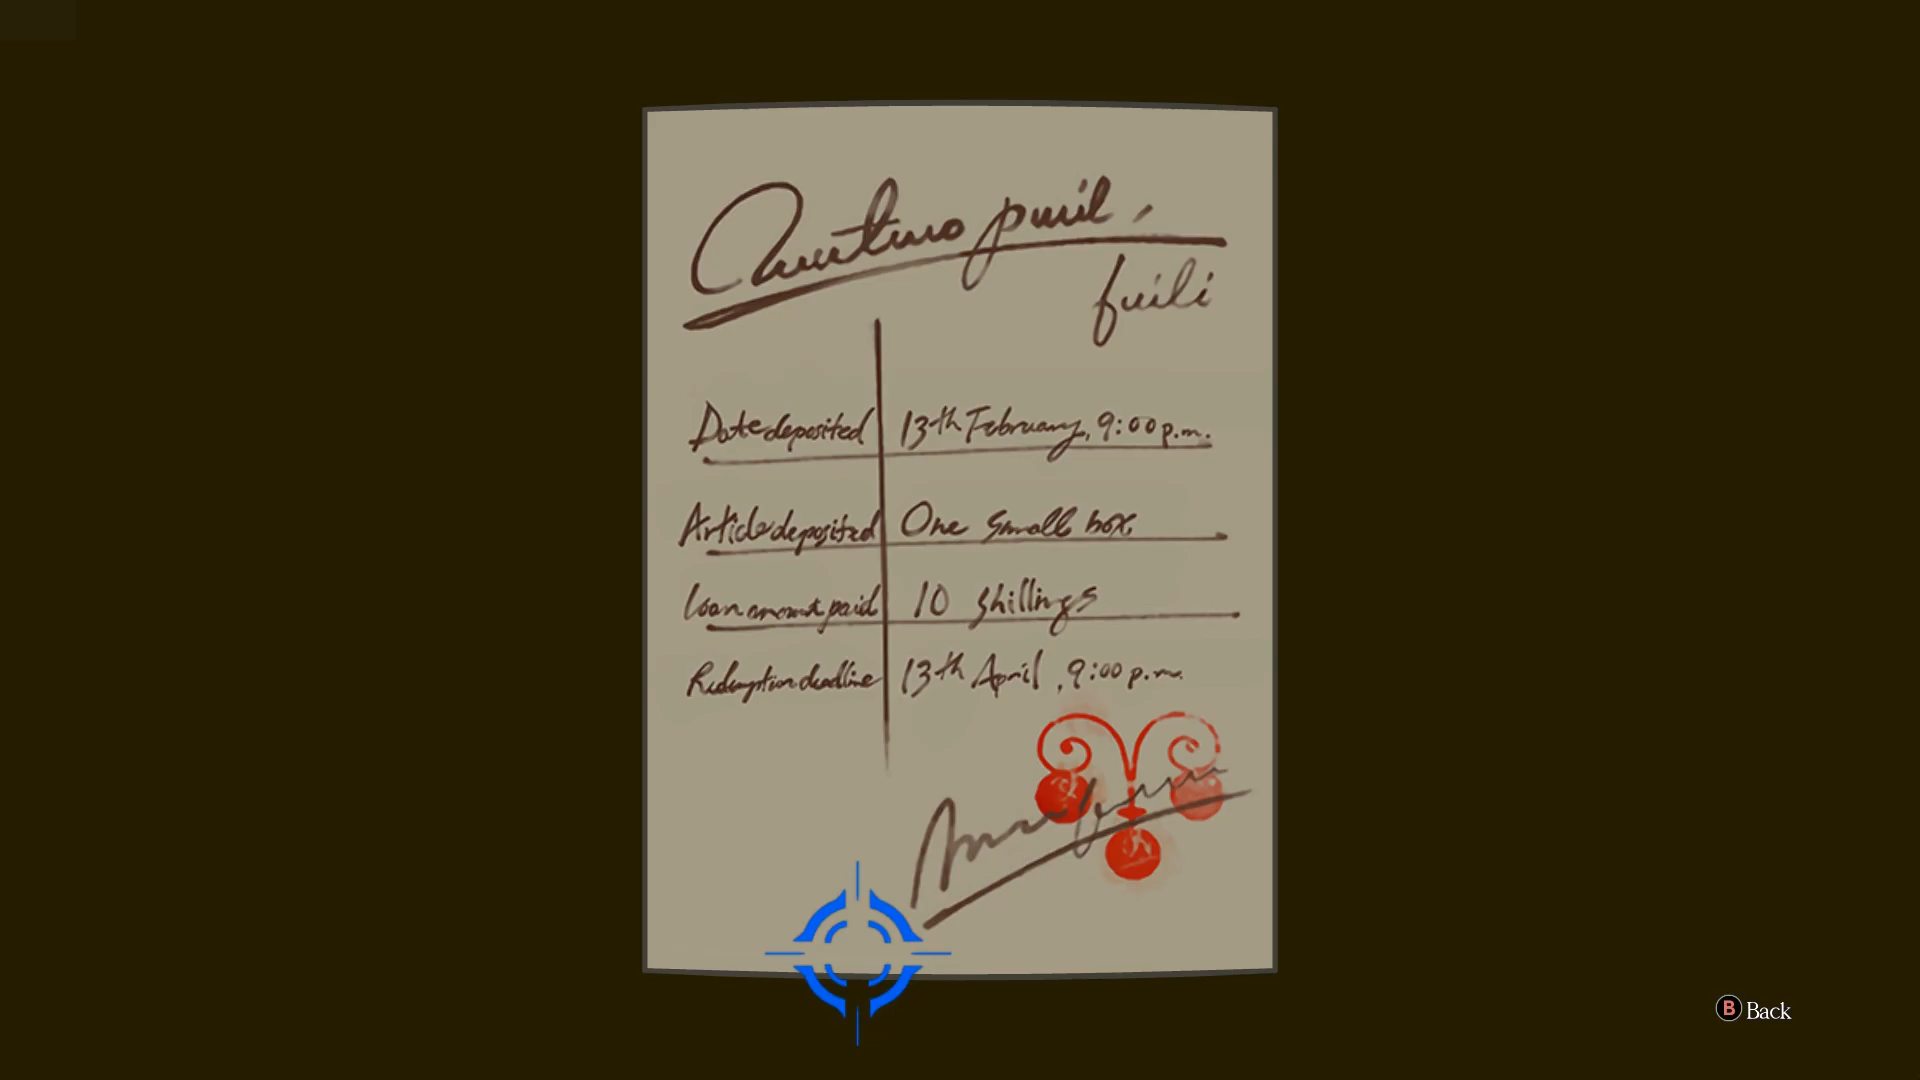 Date deposited 13th February, 9:00 p.m.
Article deposited One small box
Loan amount paid 10 shillings
Redemption deadline 13th April, 9:00 p.m.
B Back